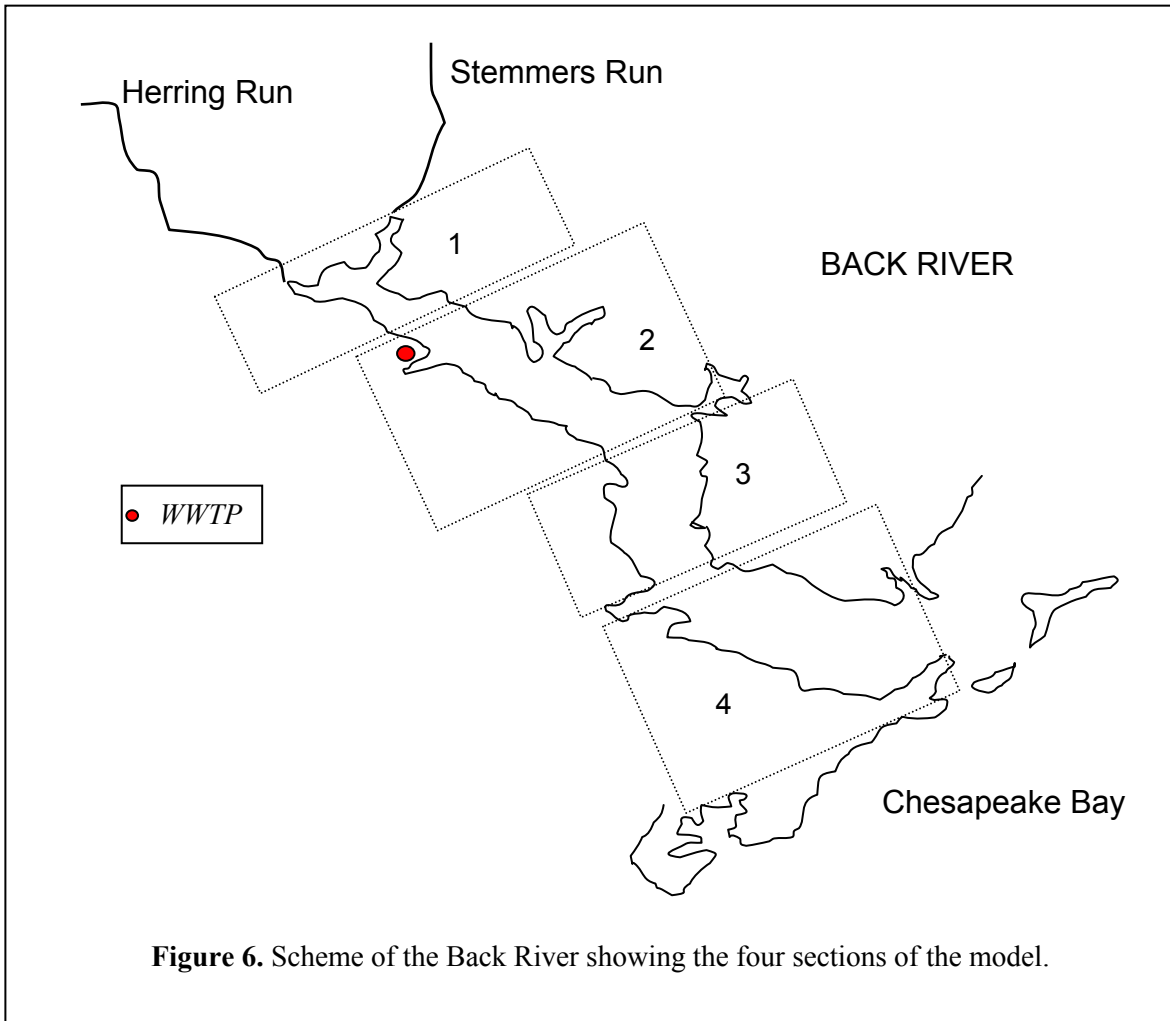 Herring Run
Stemmers Run
1
BACK RIVER
2
3
WWTP
4
Chesapeake Bay
Figure 6. Scheme of the Back River showing the four sections of the model.